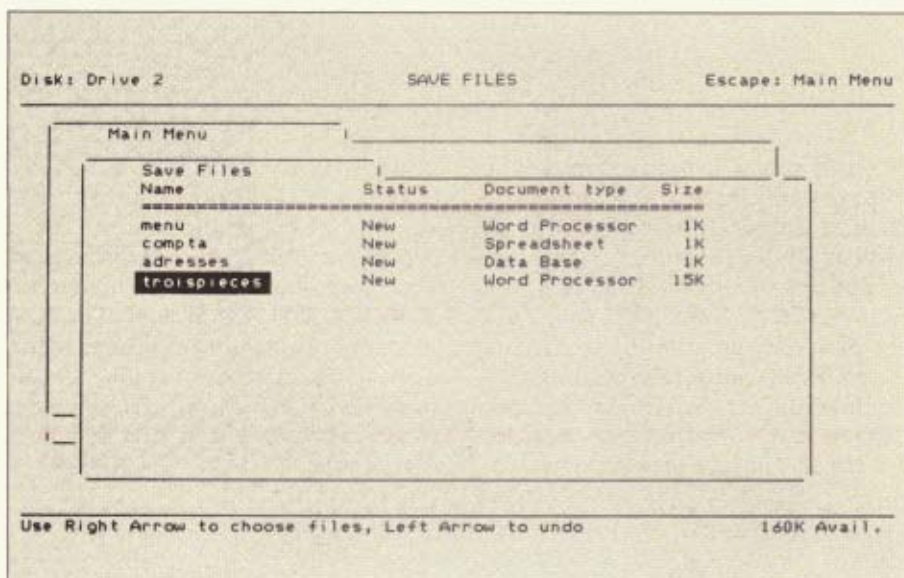 Disk: Drive 2 SAVE FILES Escape: Main Menu
Main Menu
Save Files
Name Status Document type Size
menu New Word Processor 1K
compta New Spreadsheet 1K
adresses New Data Base 1K
troispieces New Word Processor 15K
Use Right Arrow to choose files, Left Arrow to undo 160K Avail.